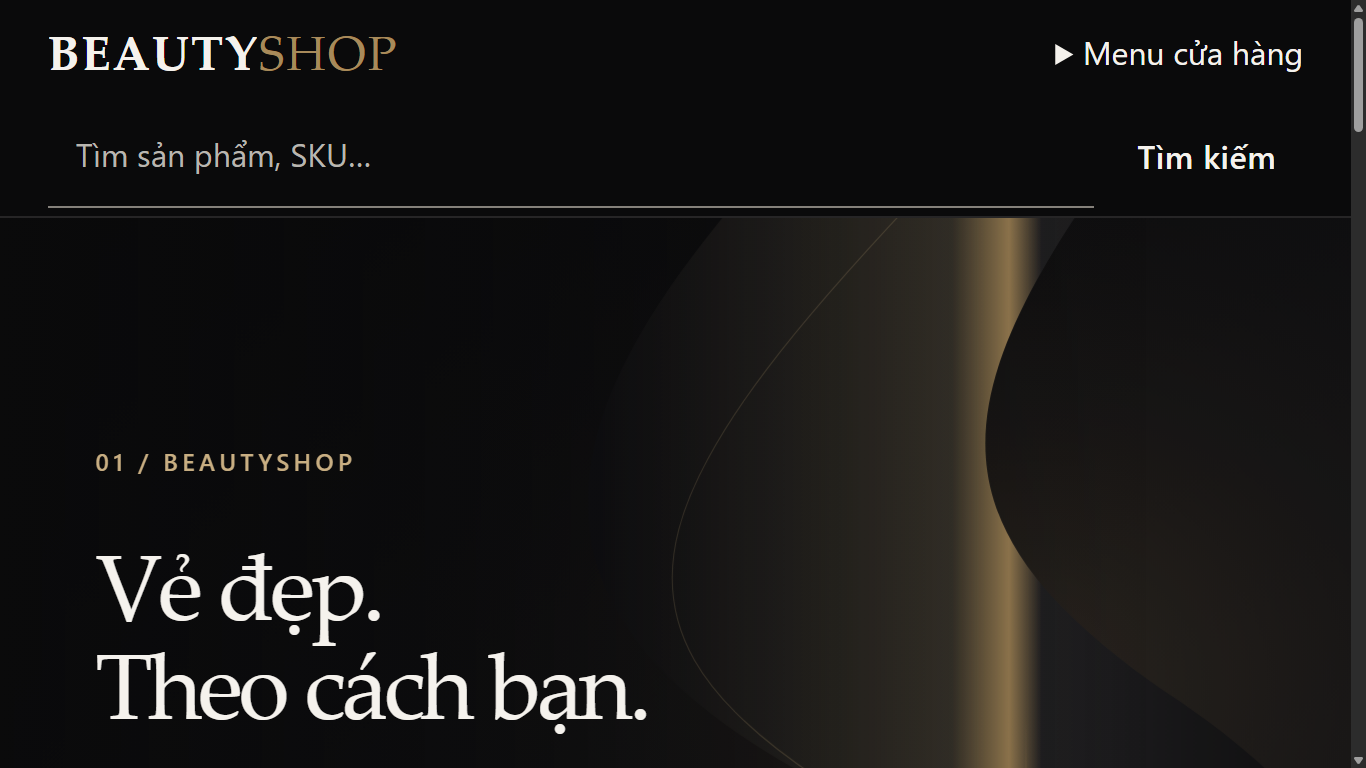 BEAUTYSHOP
▶ Menu cửa hàng
Tìm sản phẩm, SKU...
Tìm kiếm
01 / BEAUTYSHOP
Vẻ đẹp.
Theo cách bạn.